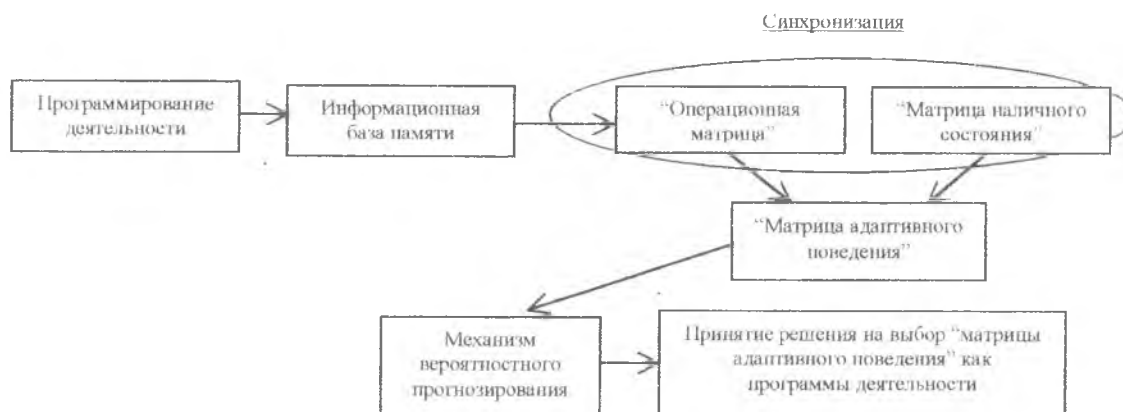 Синхронизация
Программирование
деятельности
Информационная
база памяти
“Операционная
матрица”
“Матрица наличного
состояния”
“Матрица адаптивного
поведения”
Механизм
вероятностного
прогнозирования
Принятие решения на выбор “матрицы
адаптивного поведения” как
программы деятельности